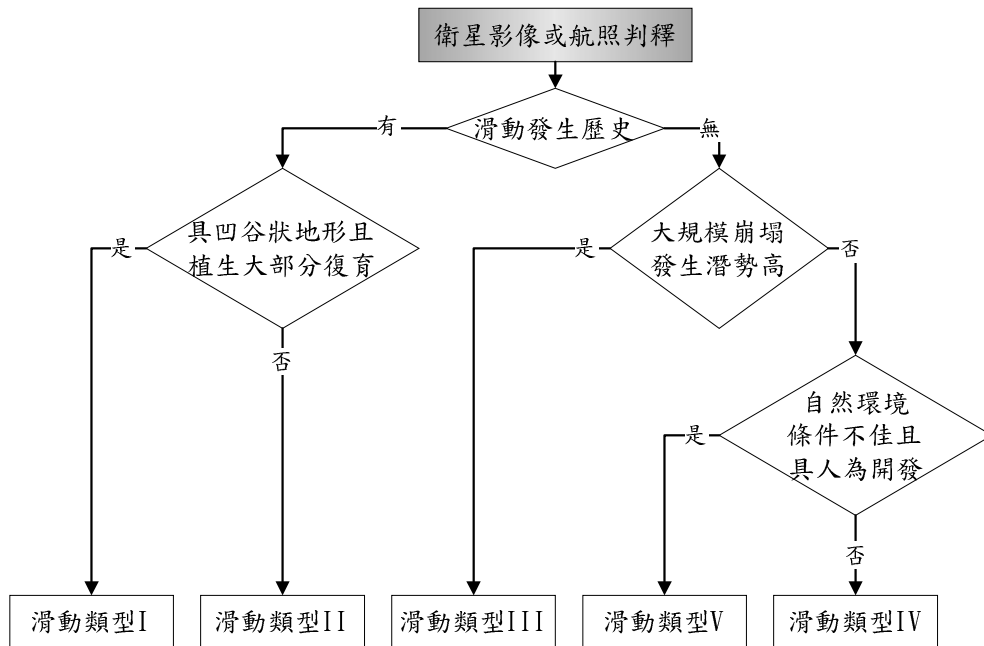 衛星影像或航照判釋
滑動發生歷史
有
無
具凹谷狀地形且
植生大部分復育
大規模崩塌
發生潛勢高
是
否
是
否
自然環境
條件不佳且
具人為開發
是
否
滑動類型I
滑動類型II
滑動類型III
滑動類型V
滑動類型IV